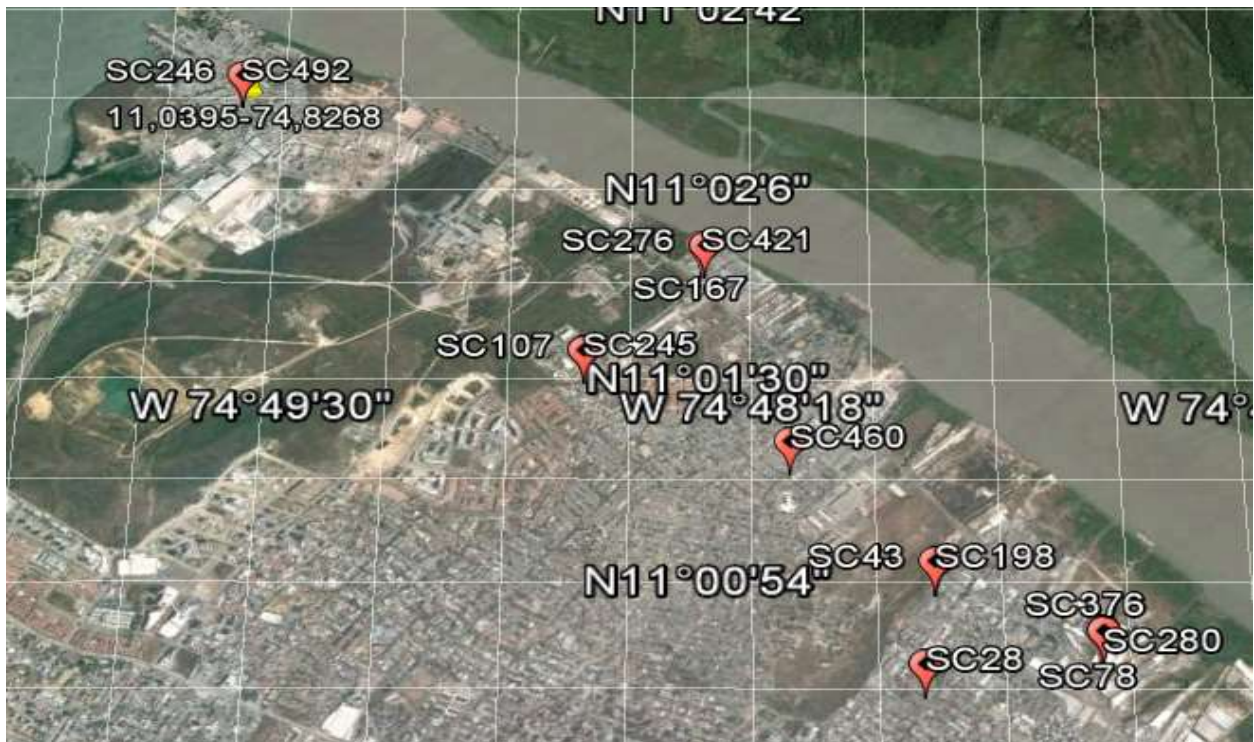 N11°02'42"
SC246 SC492
11,0395-74,8268
N11°02'6"
SC276 SC421
SC167
SC107 SC245
N11°01'30"
W 74°49'30" W 74°48'18" W 74°
SC460
SC43 SC198
N11°00'54"
SC376
SC280
SC28
SC78